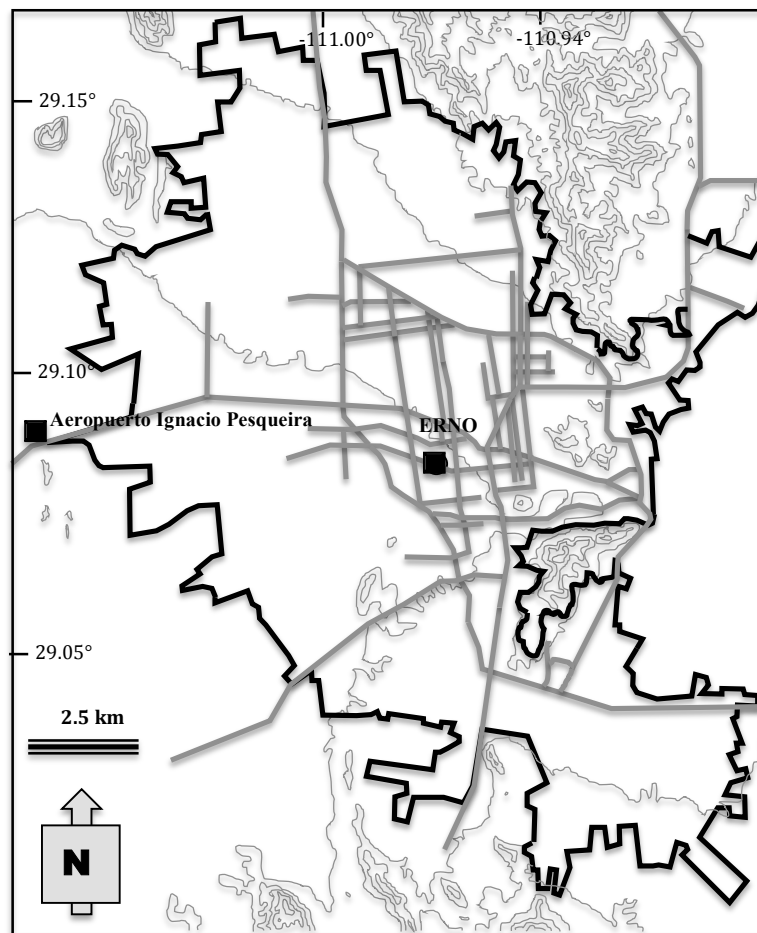 -111.00°
-110.94°
29.15°
29.10°
Aeropuerto Ignacio Pesqueira
ERNO
29.05°
2.5 km
N